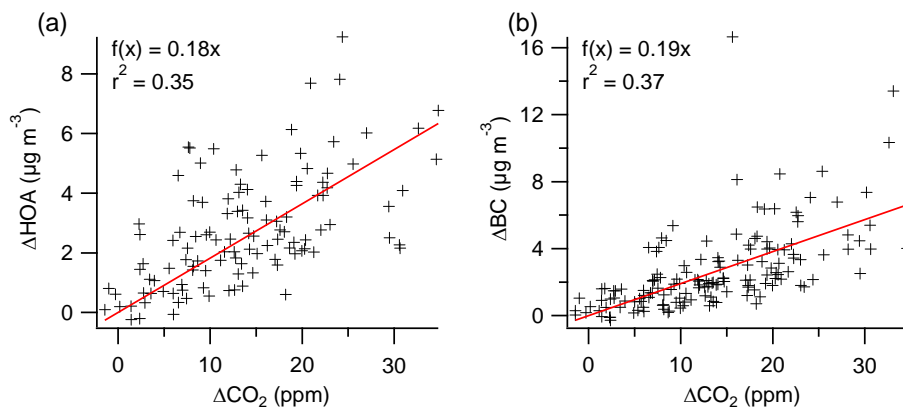 (a)
f(x) = 0.18x
r² = 0.35
8
6
4
2
0
ΔHOA (µg m⁻³)
0 10 20 30
ΔCO₂ (ppm)
(b)
f(x) = 0.19x
r² = 0.37
16
12
8
4
0
ΔBC (µg m⁻³)
0 10 20 30
ΔCO₂ (ppm)